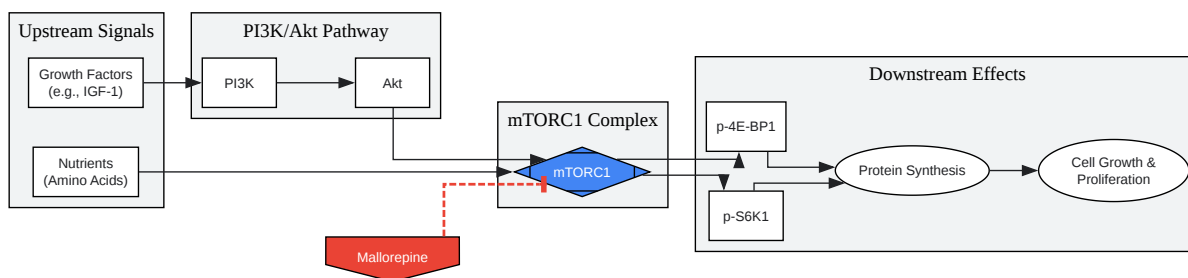 Upstream Signals
Growth Factors
(e.g., IGF-1)
Nutrients
(Amino Acids)
PI3K/Akt Pathway
PI3K
Akt
mTORC1 Complex
mTORC1
Mallorepine
Downstream Effects
p-4E-BP1
p-S6K1
Protein Synthesis
Cell Growth &
Proliferation